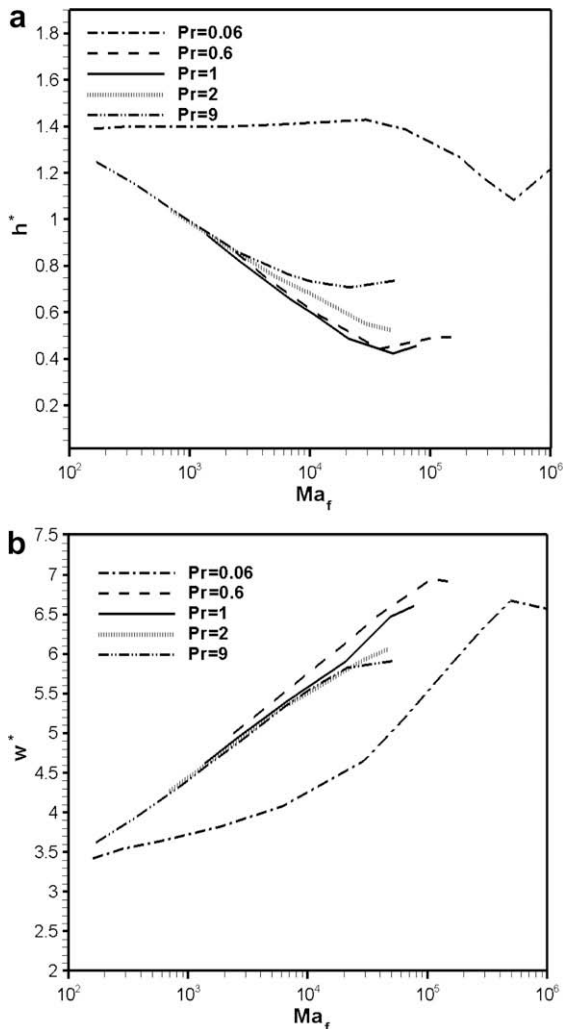 a
1.8
1.6
1.4
1.2
1
0.8
0.6
0.4
0.2
h*
Pr=0.06
Pr=0.6
Pr=1
Pr=2
Pr=9
10² 10³ 10⁴ 10⁵ 10⁶
Ma_f
b
7.5
7
6.5
6
5.5
5
4.5
4
3.5
3
2.5
2
w*
Pr=0.06
Pr=0.6
Pr=1
Pr=2
Pr=9
10² 10³ 10⁴ 10⁵ 10⁶
Ma_f